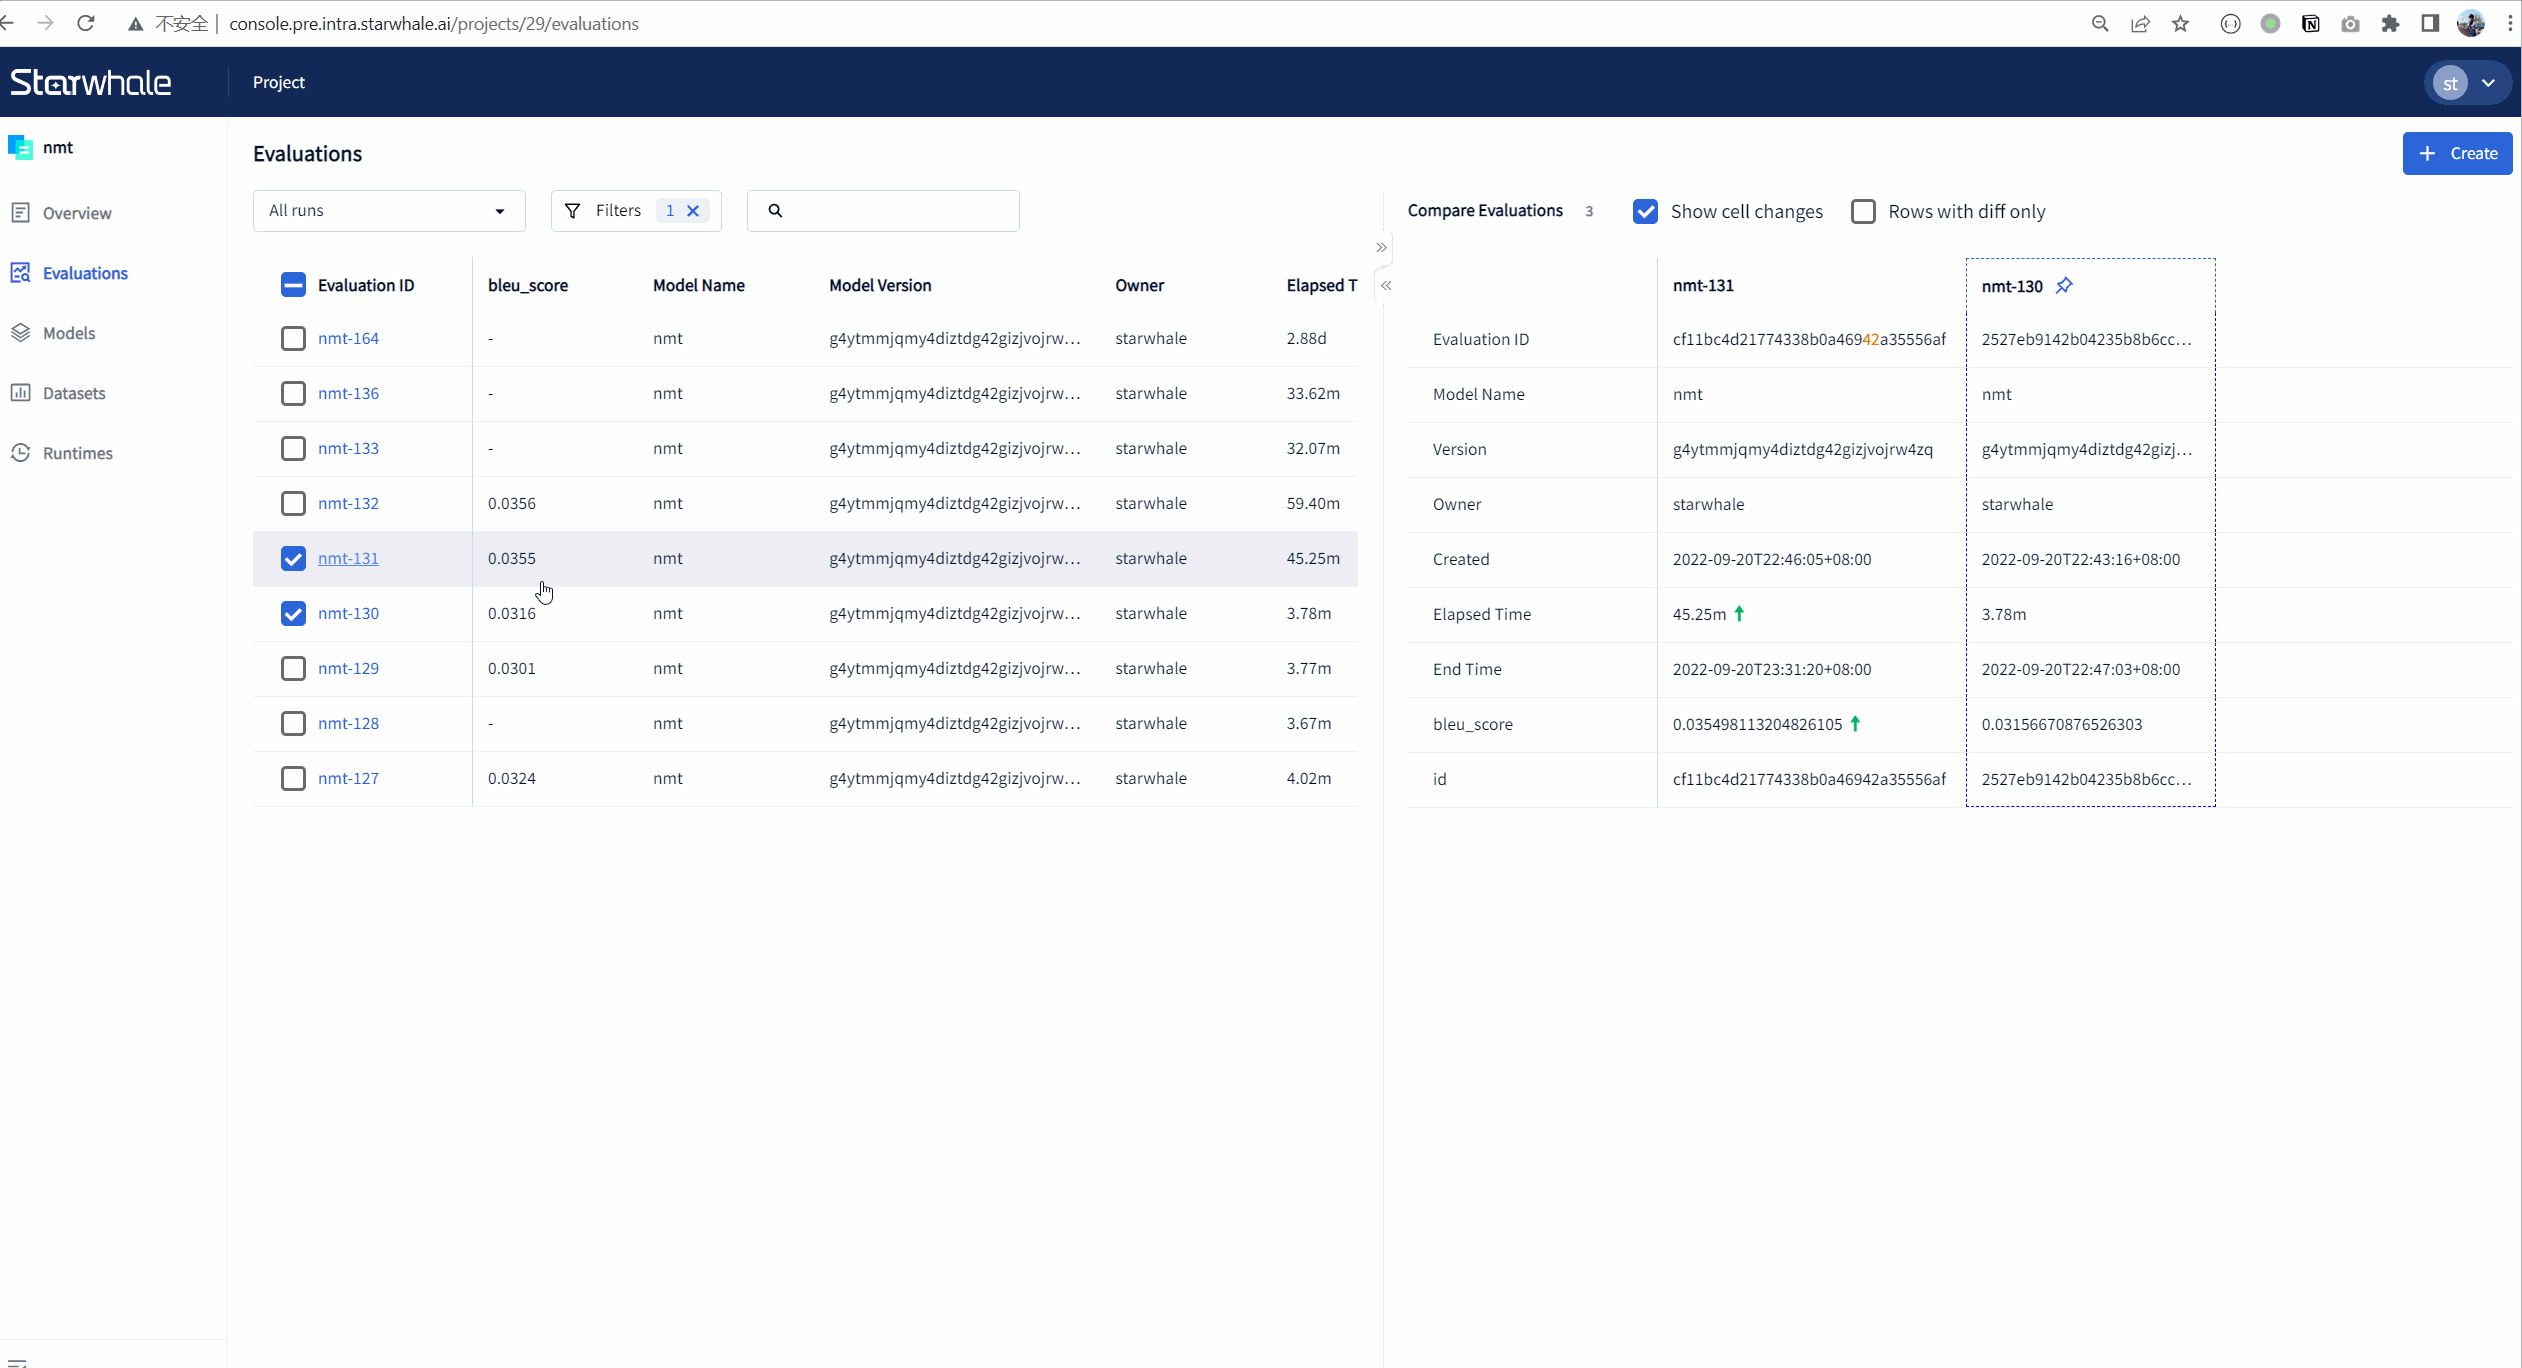 不安全 console.pre.intra.starwhale.ai/projects/29/evaluations
Starwhale Project st
nmt
Overview
Evaluations
Models
Datasets
Runtimes
Evaluations
+ Create
All runs Filters 1
Evaluation ID bleu_score Model Name Model Version Owner Elapsed T
nmt-164 - nmt g4ytmmjqmy4diztdg42gizjvojrw... starwhale 2.88d
nmt-136 - nmt g4ytmmjqmy4diztdg42gizjvojrw... starwhale 33.62m
nmt-133 - nmt g4ytmmjqmy4diztdg42gizjvojrw... starwhale 32.07m
nmt-132 0.0356 nmt g4ytmmjqmy4diztdg42gizjvojrw... starwhale 59.40m
nmt-131 0.0355 nmt g4ytmmjqmy4diztdg42gizjvojrw... starwhale 45.25m
nmt-130 0.0316 nmt g4ytmmjqmy4diztdg42gizjvojrw... starwhale 3.78m
nmt-129 0.0301 nmt g4ytmmjqmy4diztdg42gizjvojrw... starwhale 3.77m
nmt-128 - nmt g4ytmmjqmy4diztdg42gizjvojrw... starwhale 3.67m
nmt-127 0.0324 nmt g4ytmmjqmy4diztdg42gizjvojrw... starwhale 4.02m
Compare Evaluations 3 Show cell changes Rows with diff only
nmt-131 nmt-130
Evaluation ID cf11bc4d21774338b0a46942a35556af 2527eb9142b04235b8b6cc...
Model Name nmt nmt
Version g4ytmmjqmy4diztdg42gizjvojrw4zq g4ytmmjqmy4diztdg42gizj...
Owner starwhale starwhale
Created 2022-09-20T22:46:05+08:00 2022-09-20T22:43:16+08:00
Elapsed Time 45.25m 3.78m
End Time 2022-09-20T23:31:20+08:00 2022-09-20T22:47:03+08:00
bleu_score 0.035498113204826105 0.03156670876526303
id cf11bc4d21774338b0a46942a35556af 2527eb9142b04235b8b6cc...